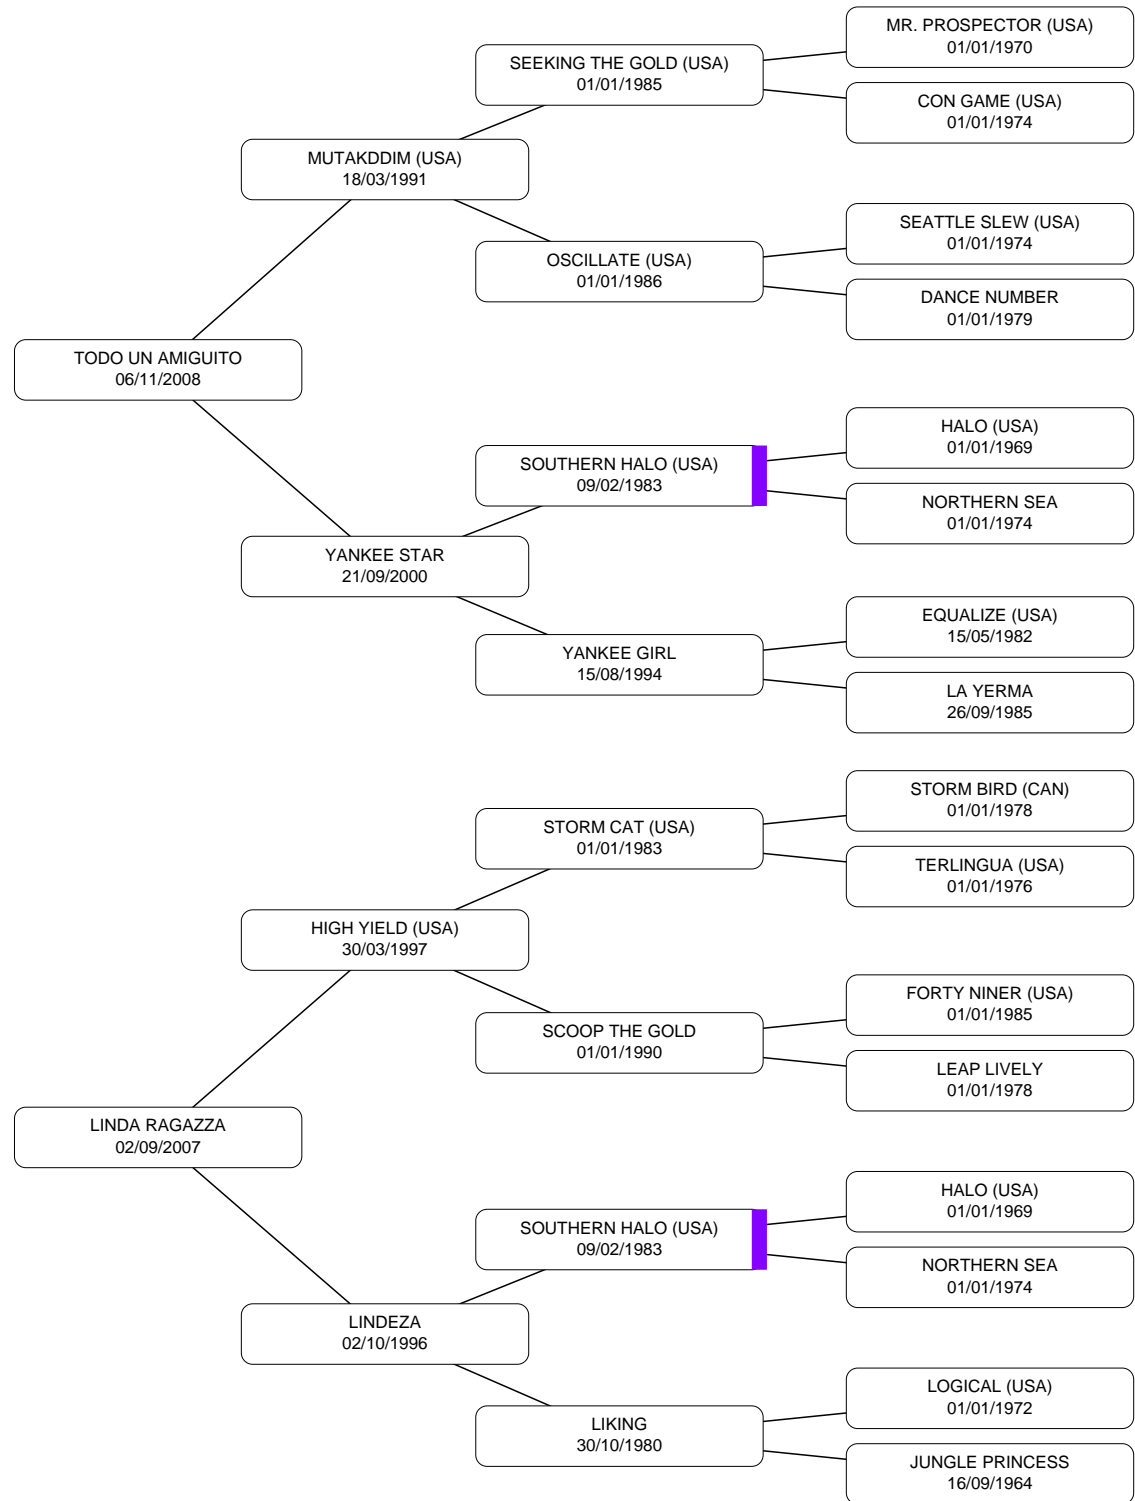 MR. PROSPECTOR (USA)
01/01/1970
SEEKING THE GOLD (USA)
01/01/1985
CON GAME (USA)
01/01/1974
MUTAKDDIM (USA)
18/03/1991
SEATTLE SLEW (USA)
01/01/1974
OSCILLATE (USA)
01/01/1986
DANCE NUMBER
01/01/1979
TODO UN AMIGUITO
06/11/2008
HALO (USA)
01/01/1969
SOUTHERN HALO (USA)
09/02/1983
NORTHERN SEA
01/01/1974
YANKEE STAR
21/09/2000
EQUALIZE (USA)
15/05/1982
YANKEE GIRL
15/08/1994
LA YERMA
26/09/1985
STORM BIRD (CAN)
01/01/1978
STORM CAT (USA)
01/01/1983
TERLINGUA (USA)
01/01/1976
HIGH YIELD (USA)
30/03/1997
FORTY NINER (USA)
01/01/1985
SCOOP THE GOLD
01/01/1990
LEAP LIVELY
01/01/1978
LINDA RAGAZZA
02/09/2007
HALO (USA)
01/01/1969
SOUTHERN HALO (USA)
09/02/1983
NORTHERN SEA
01/01/1974
LINDEZA
02/10/1996
LOGICAL (USA)
01/01/1972
LIKING
30/10/1980
JUNGLE PRINCESS
16/09/1964